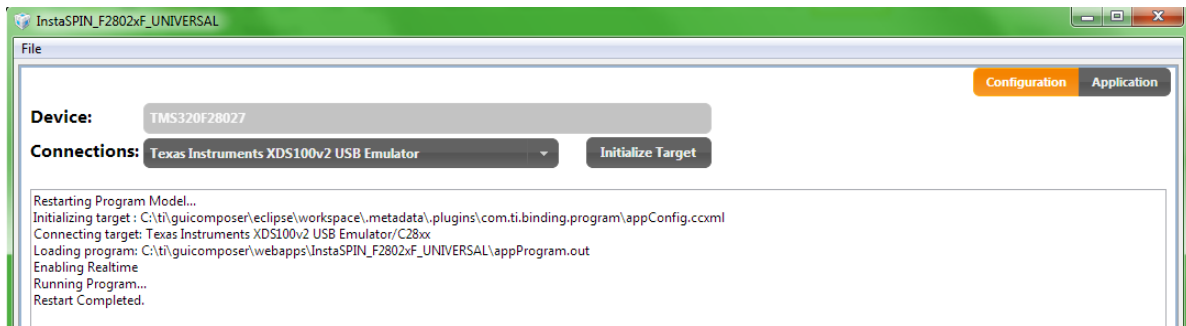 InstaSPIN_F2802xF_UNIVERSAL
File
Configuration Application
Device: TMS320F28027
Connections: Texas Instruments XDS100v2 USB Emulator Initialize Target
Restarting Program Model...
Initializing target : C:\ti\guicomposer\eclipse\workspace\.metadata\.plugins\com.ti.binding.program\appConfig.ccxml
Connecting target: Texas Instruments XDS100v2 USB Emulator/C28xx
Loading program: C:\ti\guicomposer\webapps\InstaSPIN_F2802xF_UNIVERSAL\appProgram.out
Enabling Realtime
Running Program...
Restart Completed.